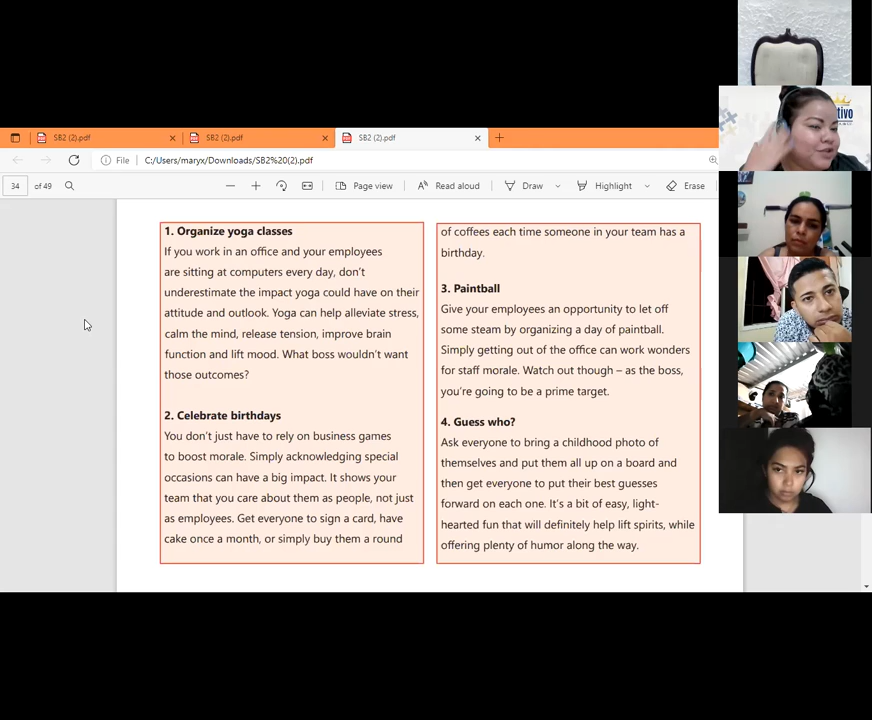 SB2 (2).pdf
SB2 (2).pdf
SB2 (2).pdf
File
C:/Users/maryx/Downloads/SB2%20(2).pdf
34 of 49
Page view
Read aloud
Draw
Highlight
Erase
1. Organize yoga classes
If you work in an office and your employees
are sitting at computers every day, don't
underestimate the impact yoga could have on their
attitude and outlook. Yoga can help alleviate stress,
calm the mind, release tension, improve brain
function and lift mood. What boss wouldn't want
those outcomes?
2. Celebrate birthdays
You don't just have to rely on business games
to boost morale. Simply acknowledging special
occasions can have a big impact. It shows your
team that you care about them as people, not just
as employees. Get everyone to sign a card, have
cake once a month, or simply buy them a round
of coffees each time someone in your team has a
birthday.
3. Paintball
Give your employees an opportunity to let off
some steam by organizing a day of paintball.
Simply getting out of the office can work wonders
for staff morale. Watch out though – as the boss,
you're going to be a prime target.
4. Guess who?
Ask everyone to bring a childhood photo of
themselves and put them all up on a board and
then get everyone to put their best guesses
forward on each one. It's a bit of easy, light-
hearted fun that will definitely help lift spirits, while
offering plenty of humor along the way.
tivo